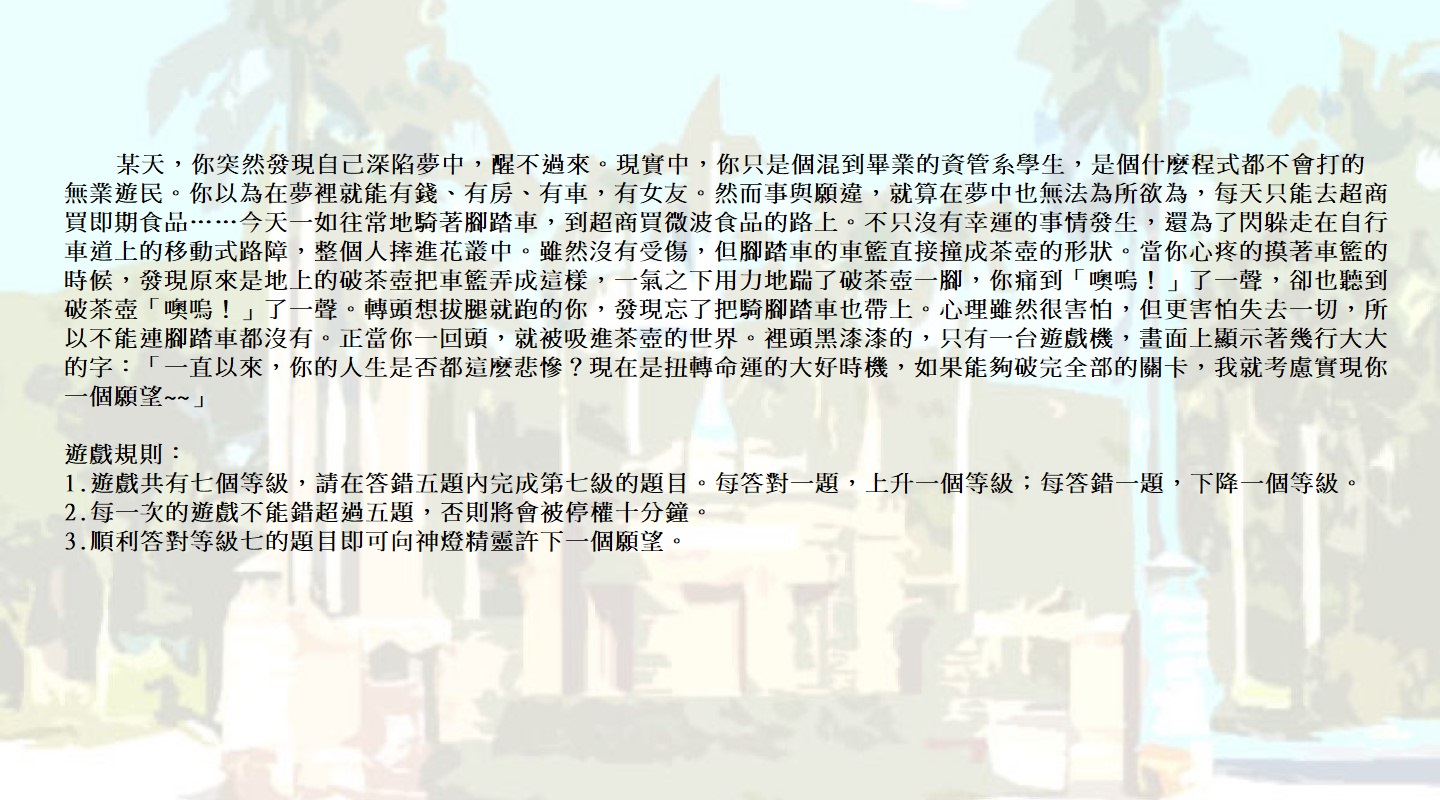 某天，你突然發現自己深陷夢中，醒不過來。現實中，你只是個混到畢業的資管系學生，是個什麼程式都不會打的
無業遊民。你以為在夢裡就能有錢、有房、有車，有女友。然而事與願違，就算在夢中也無法為所欲為，每天只能去超商
買即期食品……今天一如往常地騎著腳踏車，到超商買微波食品的路上。不只沒有幸運的事情發生，還為了閃躲走在自行
車道上的移動式路障，整個人摔進花叢中。雖然沒有受傷，但腳踏車的車籃直接撞成茶壺的形狀。當你心疼的摸著車籃的
時候，發現原來是地上的破茶壺把車籃弄成這樣，一氣之下用力地踹了破茶壺一腳，你痛到「噢嗚！」了一聲，卻也聽到
破茶壺「噢嗚！」了一聲。轉頭想拔腿就跑的你，發現忘了把騎腳踏車也帶上。心理雖然很害怕，但更害怕失去一切，所
以不能連腳踏車都沒有。正當你一回頭，就被吸進茶壺的世界。裡頭黑漆漆的，只有一台遊戲機，畫面上顯示著幾行大大
的字：「一直以來，你的人生是否都這麼悲慘？現在是扭轉命運的大好時機，如果能夠破完全部的關卡，我就考慮實現你
一個願望~~」
遊戲規則：
1.遊戲共有七個等級，請在答錯五題內完成第七級的題目。每答對一題，上升一個等級；每答錯一題，下降一個等級。
2.每一次的遊戲不能錯超過五題，否則將會被停權十分鐘。
3.順利答對等級七的題目即可向神燈精靈許下一個願望。